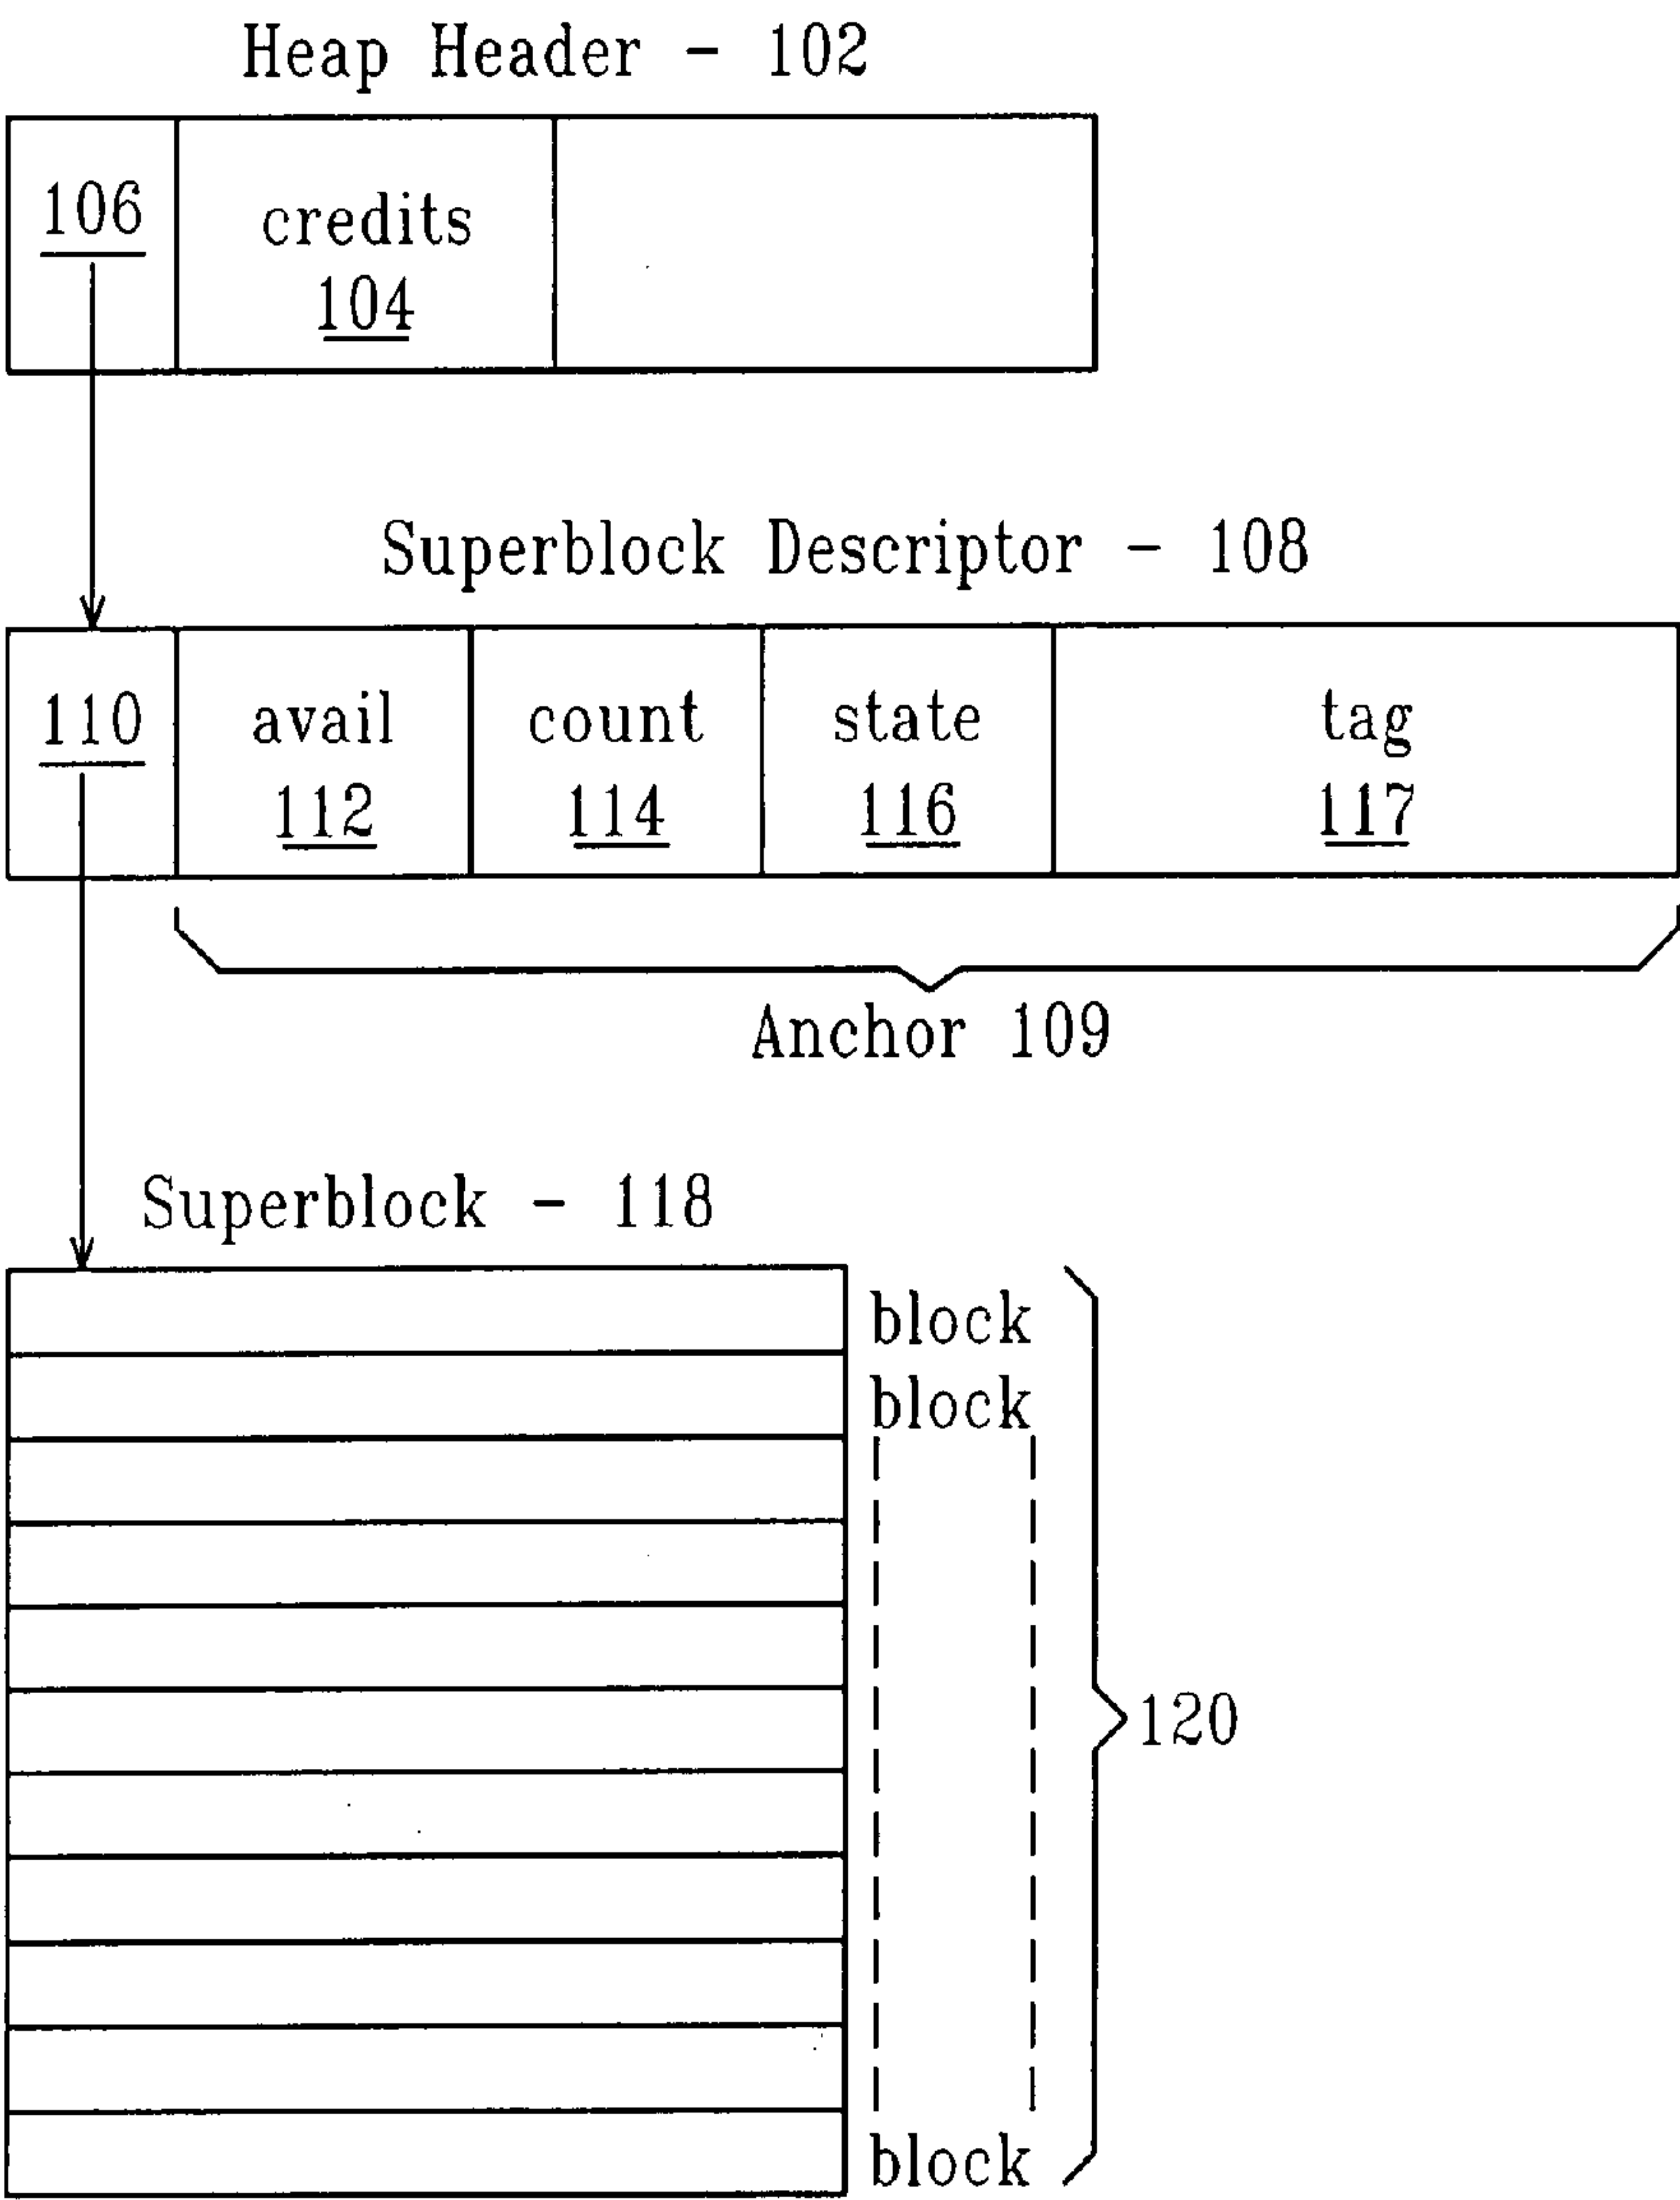 Heap Header - 102
106
credits
104
Superblock Descriptor - 108
110
avail
112
count
114
state
116
tag
117
Anchor 109
Superblock - 118
block
block
120
block